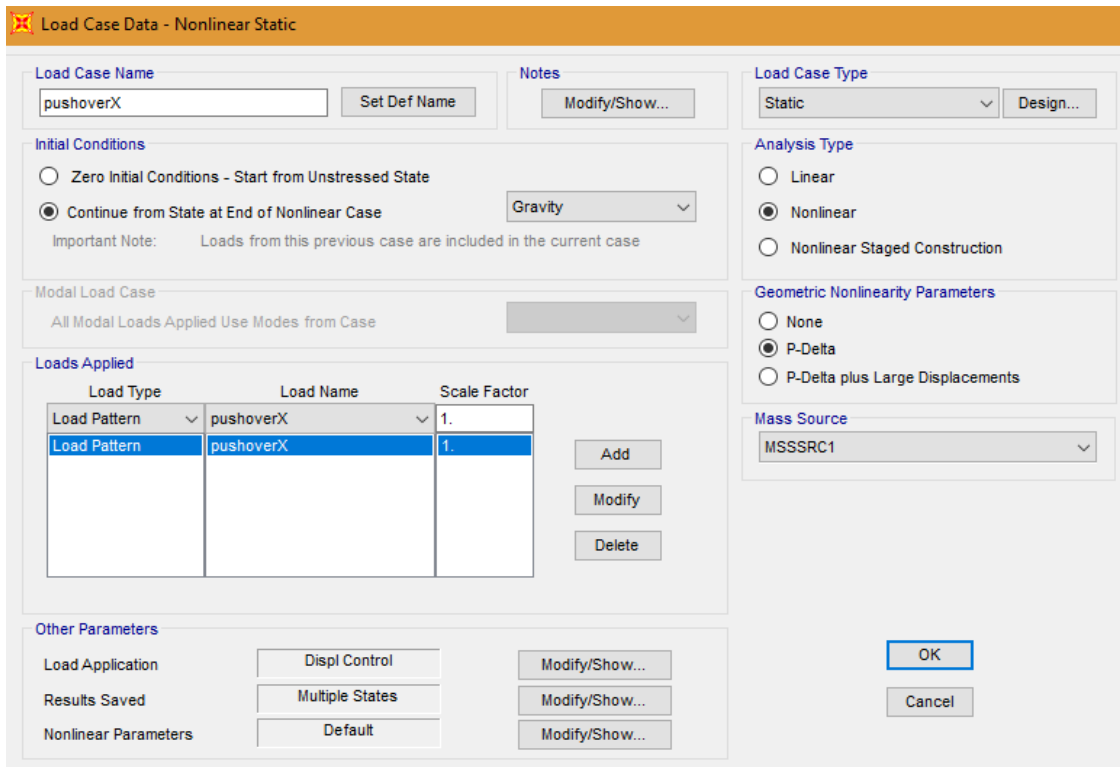 Load Case Data - Nonlinear Static
Load Case Name
pushoverX
Set Def Name
Notes
Modify/Show...
Load Case Type
Static
Design...
Initial Conditions
Zero Initial Conditions - Start from Unstressed State
Continue from State at End of Nonlinear Case
Gravity
Important Note: Loads from this previous case are included in the current case
Analysis Type
Linear
Nonlinear
Nonlinear Staged Construction
Modal Load Case
All Modal Loads Applied Use Modes from Case
Geometric Nonlinearity Parameters
None
P-Delta
P-Delta plus Large Displacements
Loads Applied
Load Type Load Name Scale Factor
Load Pattern pushoverX 1.
Load Pattern pushoverX 1.
Add
Modify
Delete
Mass Source
MSSSRC1
Other Parameters
Load Application Displ Control Modify/Show...
Results Saved Multiple States Modify/Show...
Nonlinear Parameters Default Modify/Show...
OK
Cancel